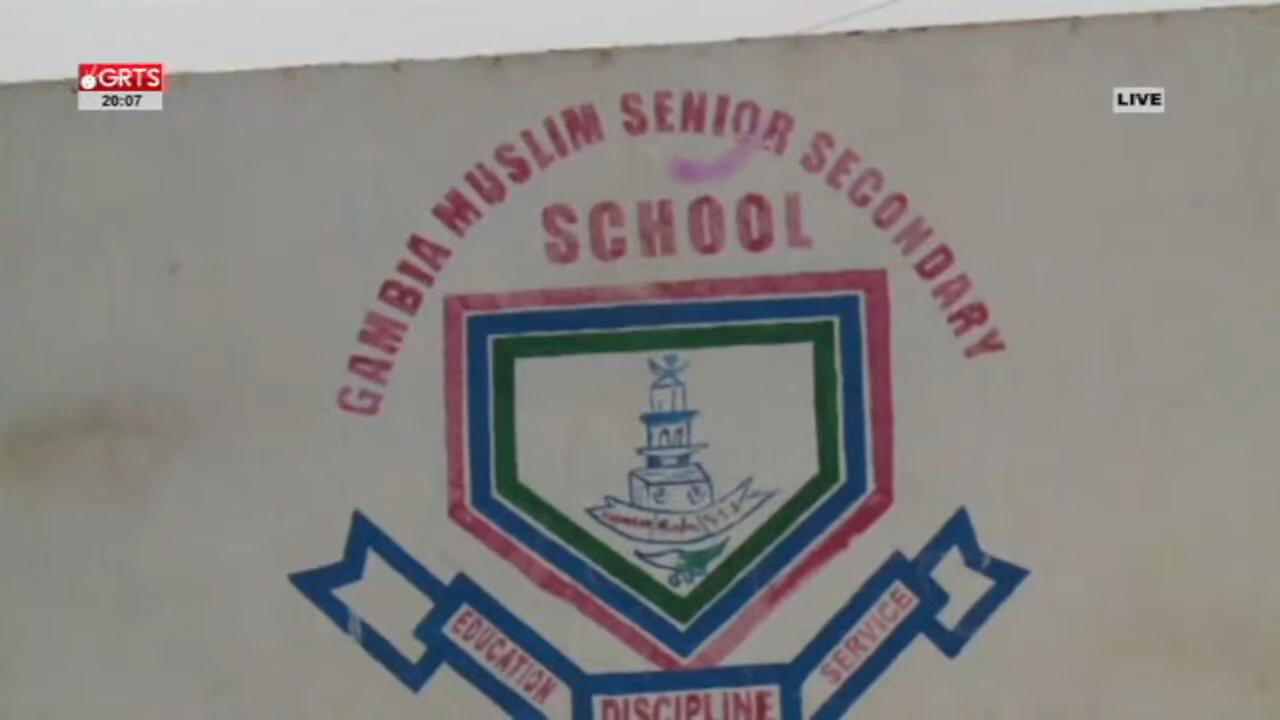 GRTS
20:07
LIVE
GAMBIA MUSLIM SENIOR SECONDARY
SCHOOL
EDUCATION
DISCIPLINE
SERVICE